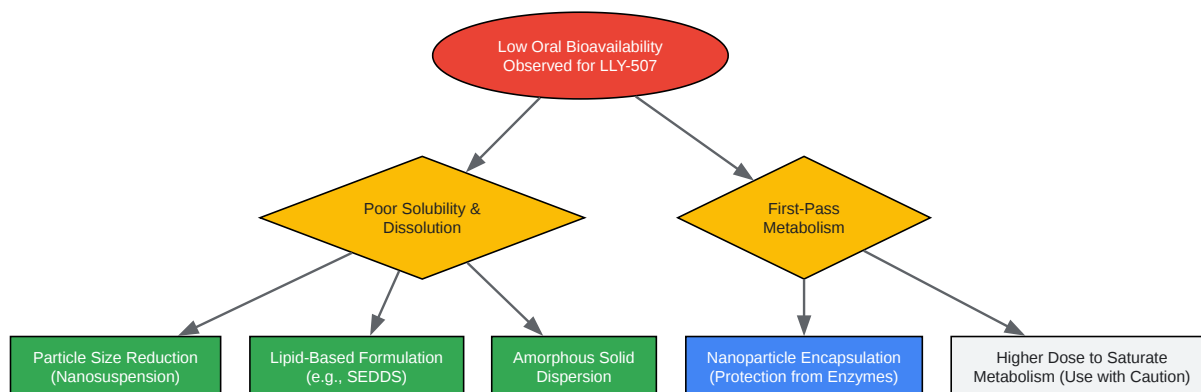 Low Oral Bioavailability
Observed for LLY-507
Poor Solubility &
Dissolution
First-Pass
Metabolism
Particle Size Reduction
(Nanosuspension)
Lipid-Based Formulation
(e.g., SEDDS)
Amorphous Solid
Dispersion
Nanoparticle Encapsulation
(Protection from Enzymes)
Higher Dose to Saturate
Metabolism (Use with Caution)